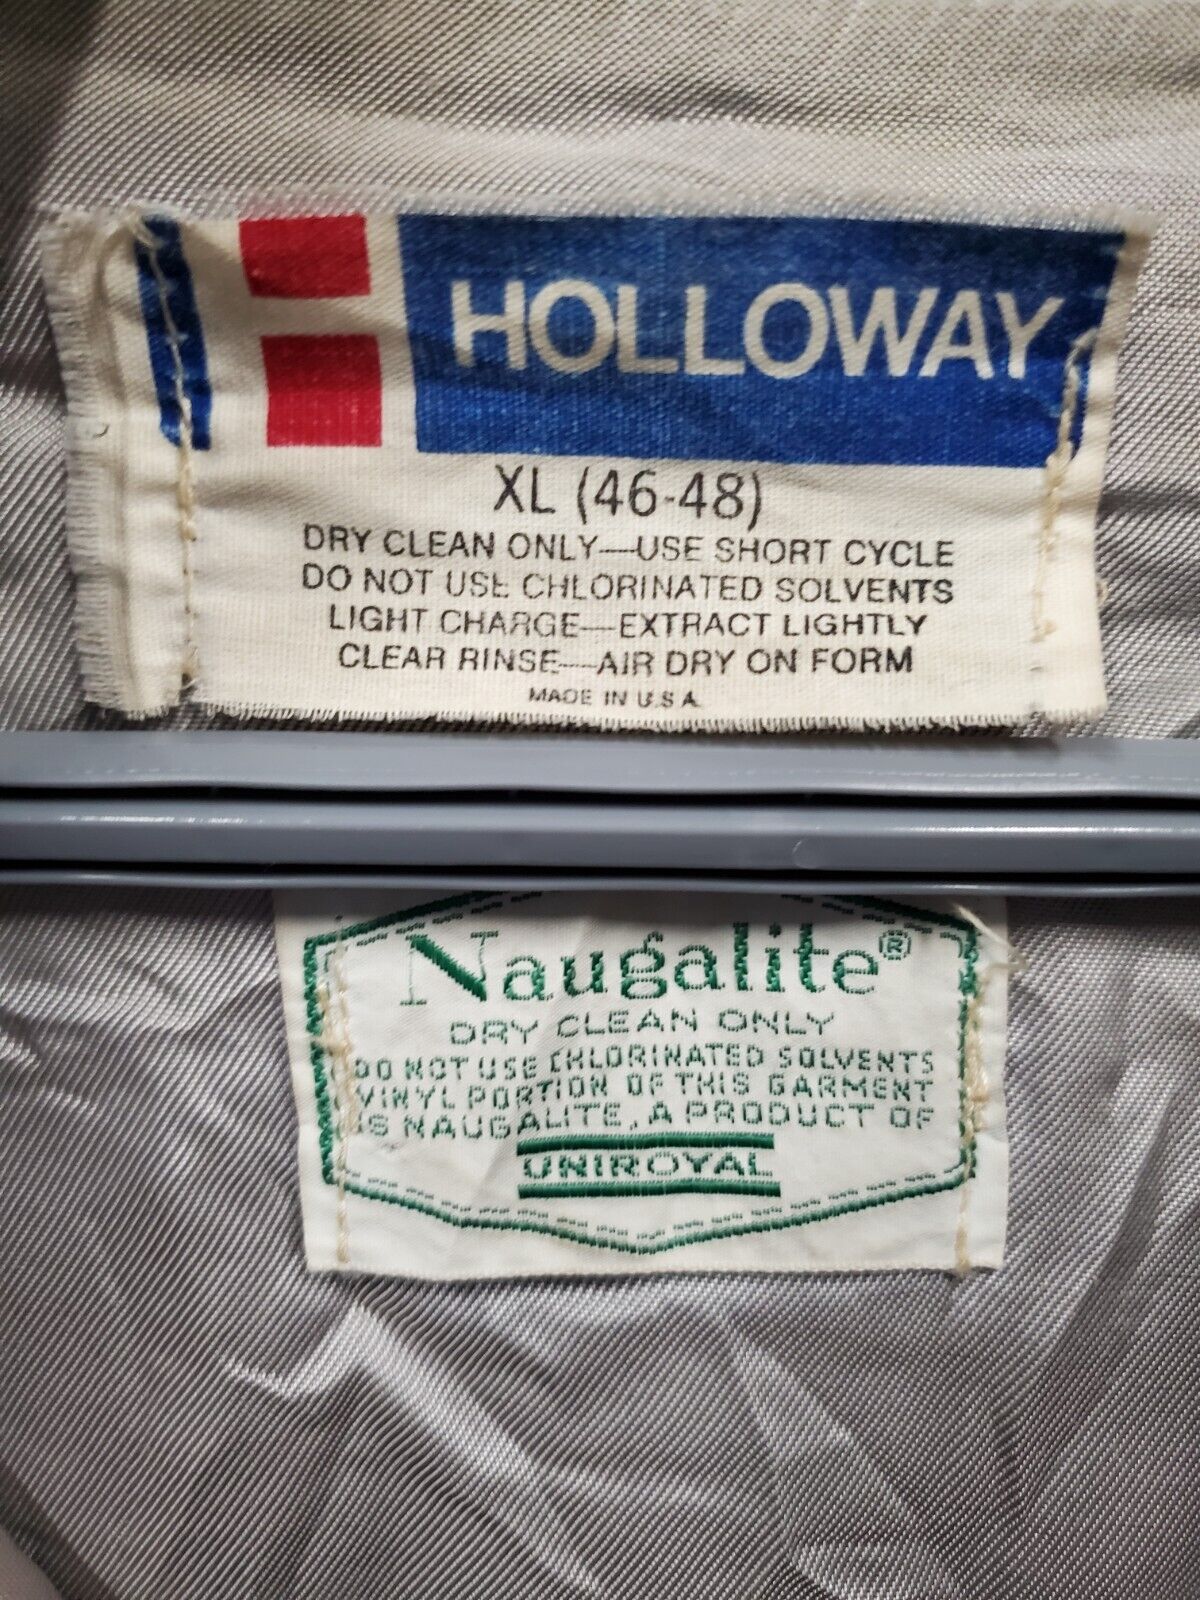 HOLLOWAY
XL (46-48)
DRY CLEAN ONLY—USE SHORT CYCLE
DO NOT USE CHLORINATED SOLVENTS
LIGHT CHARGE—EXTRACT LIGHTLY
CLEAR RINSE—AIR DRY ON FORM
MADE IN U.S.A.
Naugalite®
DRY CLEAN ONLY
DO NOT USE CHLORINATED SOLVENTS
VINYL PORTION OF THIS GARMENT
IS NAUGALITE, A PRODUCT OF
UNIROYAL